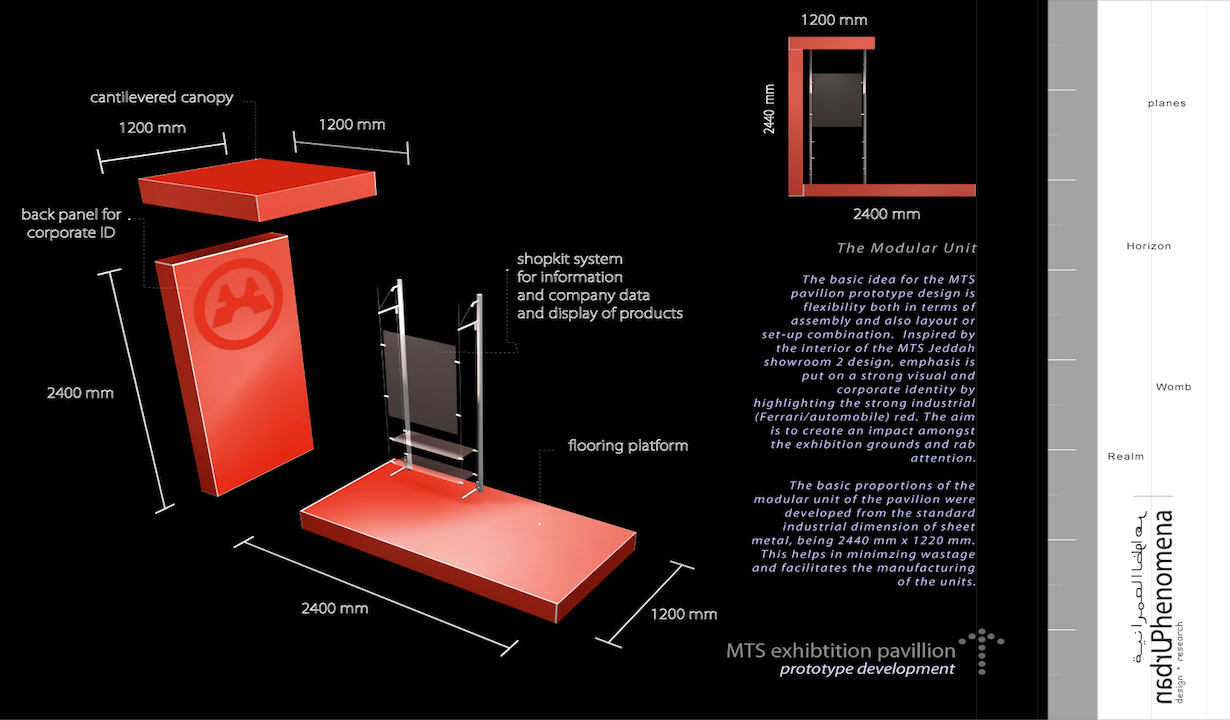 cantilevered canopy
1200 mm
1200 mm
back panel for
corporate ID
2400 mm
shopkit system
for information
and company data
and display of products
flooring platform
2400 mm
1200 mm
1200 mm
2440 mm
2400 mm
The Modular Unit
The basic idea for the MTS
pavilion prototype design is
flexibility both in terms of
assembly and also layout or
set-up combination. Inspired by
the interior of the MTS Jeddah
showroom 2 design, emphasis is
put on a strong visual and
corporate identity by
highlighting the strong industrial
(Ferrari/automobile) red. The aim
is to create an impact amongst
the exhibition grounds and rab
attention.
The basic proportions of the
modular unit of the pavilion were
developed from the standard
industrial dimension of sheet
metal, being 2440 mm x 1220 mm.
This helps in minimzing wastage
and facilitates the manufacturing
of the units.
MTS exhibtition pavillion
prototype development
planes
Horizon
Womb
Realm
UrbanPhenomena
design + research